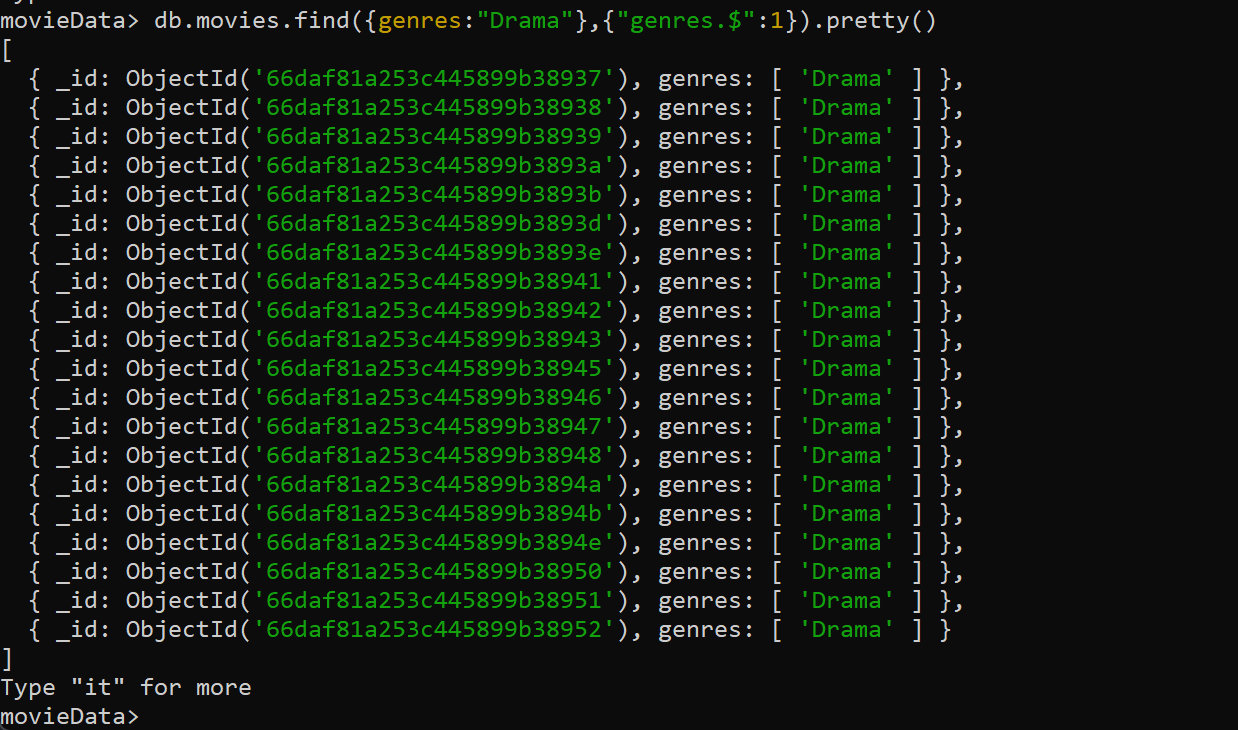 movieData> db.movies.find({genres:"Drama"},{"genres.$":1}).pretty()
[
  { _id: ObjectId('66daf81a253c445899b38937'), genres: [ 'Drama' ] },
  { _id: ObjectId('66daf81a253c445899b38938'), genres: [ 'Drama' ] },
  { _id: ObjectId('66daf81a253c445899b38939'), genres: [ 'Drama' ] },
  { _id: ObjectId('66daf81a253c445899b3893a'), genres: [ 'Drama' ] },
  { _id: ObjectId('66daf81a253c445899b3893b'), genres: [ 'Drama' ] },
  { _id: ObjectId('66daf81a253c445899b3893d'), genres: [ 'Drama' ] },
  { _id: ObjectId('66daf81a253c445899b3893e'), genres: [ 'Drama' ] },
  { _id: ObjectId('66daf81a253c445899b38941'), genres: [ 'Drama' ] },
  { _id: ObjectId('66daf81a253c445899b38942'), genres: [ 'Drama' ] },
  { _id: ObjectId('66daf81a253c445899b38943'), genres: [ 'Drama' ] },
  { _id: ObjectId('66daf81a253c445899b38945'), genres: [ 'Drama' ] },
  { _id: ObjectId('66daf81a253c445899b38946'), genres: [ 'Drama' ] },
  { _id: ObjectId('66daf81a253c445899b38947'), genres: [ 'Drama' ] },
  { _id: ObjectId('66daf81a253c445899b38948'), genres: [ 'Drama' ] },
  { _id: ObjectId('66daf81a253c445899b3894a'), genres: [ 'Drama' ] },
  { _id: ObjectId('66daf81a253c445899b3894b'), genres: [ 'Drama' ] },
  { _id: ObjectId('66daf81a253c445899b3894e'), genres: [ 'Drama' ] },
  { _id: ObjectId('66daf81a253c445899b38950'), genres: [ 'Drama' ] },
  { _id: ObjectId('66daf81a253c445899b38951'), genres: [ 'Drama' ] },
  { _id: ObjectId('66daf81a253c445899b38952'), genres: [ 'Drama' ] }
]
Type "it" for more
movieData>